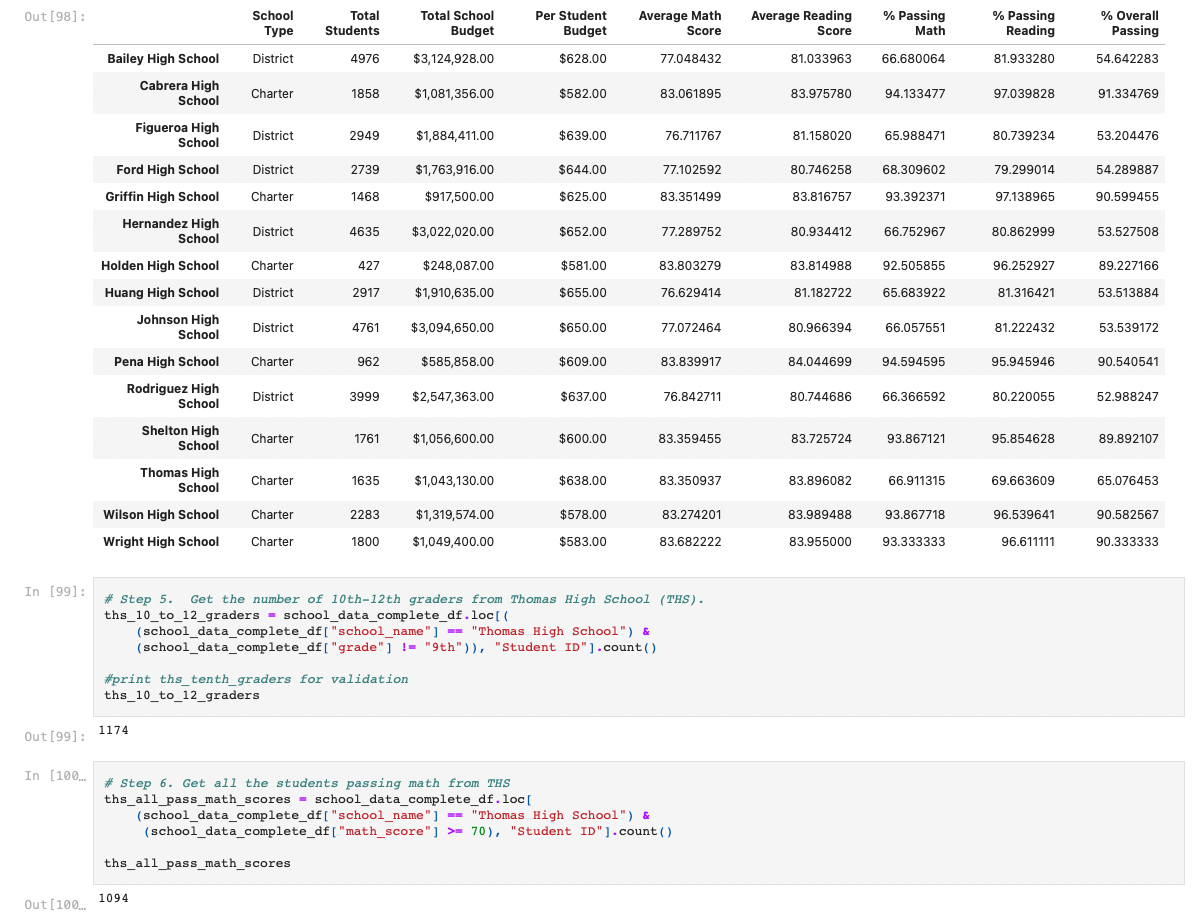 Out[98]:
School Type Total Students Total School Budget Per Student Budget Average Math Score Average Reading Score % Passing Math % Passing Reading % Overall Passing
Bailey High School District 4976 $3,124,928.00 $628.00 77.048432 81.033963 66.680064 81.933280 54.642283
Cabrera High School Charter 1858 $1,081,356.00 $582.00 83.061895 83.975780 94.133477 97.039828 91.334769
Figueroa High School District 2949 $1,884,411.00 $639.00 76.711767 81.158020 65.988471 80.739234 53.204476
Ford High School District 2739 $1,763,916.00 $644.00 77.102592 80.746258 68.309602 79.299014 54.289887
Griffin High School Charter 1468 $917,500.00 $625.00 83.351499 83.816757 93.392371 97.138965 90.599455
Hernandez High School District 4635 $3,022,020.00 $652.00 77.289752 80.934412 66.752967 80.862999 53.527508
Holden High School Charter 427 $248,087.00 $581.00 83.803279 83.814988 92.505855 96.252927 89.227166
Huang High School District 2917 $1,910,635.00 $655.00 76.629414 81.182722 65.683922 81.316421 53.513884
Johnson High School District 4761 $3,094,650.00 $650.00 77.072464 80.966394 66.057551 81.222432 53.539172
Pena High School Charter 962 $585,858.00 $609.00 83.839917 84.044699 94.594595 95.945946 90.540541
Rodriguez High School District 3999 $2,547,363.00 $637.00 76.842711 80.744686 66.366592 80.220055 52.988247
Shelton High School Charter 1761 $1,056,600.00 $600.00 83.359455 83.725724 93.867121 95.854628 89.892107
Thomas High School Charter 1635 $1,043,130.00 $638.00 83.350937 83.896082 66.911315 69.663609 65.076453
Wilson High School Charter 2283 $1,319,574.00 $578.00 83.274201 83.989488 93.867718 96.539641 90.582567
Wright High School Charter 1800 $1,049,400.00 $583.00 83.682222 83.955000 93.333333 96.611111 90.333333
In [99]:
# Step 5.  Get the number of 10th-12th graders from Thomas High School (THS).
ths_10_to_12_graders = school_data_complete_df.loc[(
    (school_data_complete_df["school_name"] == "Thomas High School") &
    (school_data_complete_df["grade"] != "9th")), "Student ID"].count()
#print ths_tenth_graders for validation
ths_10_to_12_graders
Out[99]:
1174
In [100…
# Step 6. Get all the students passing math from THS
ths_all_pass_math_scores = school_data_complete_df.loc[
    (school_data_complete_df["school_name"] == "Thomas High School") &
     (school_data_complete_df["math_score"] >= 70), "Student ID"].count()
ths_all_pass_math_scores
Out[100…
1094